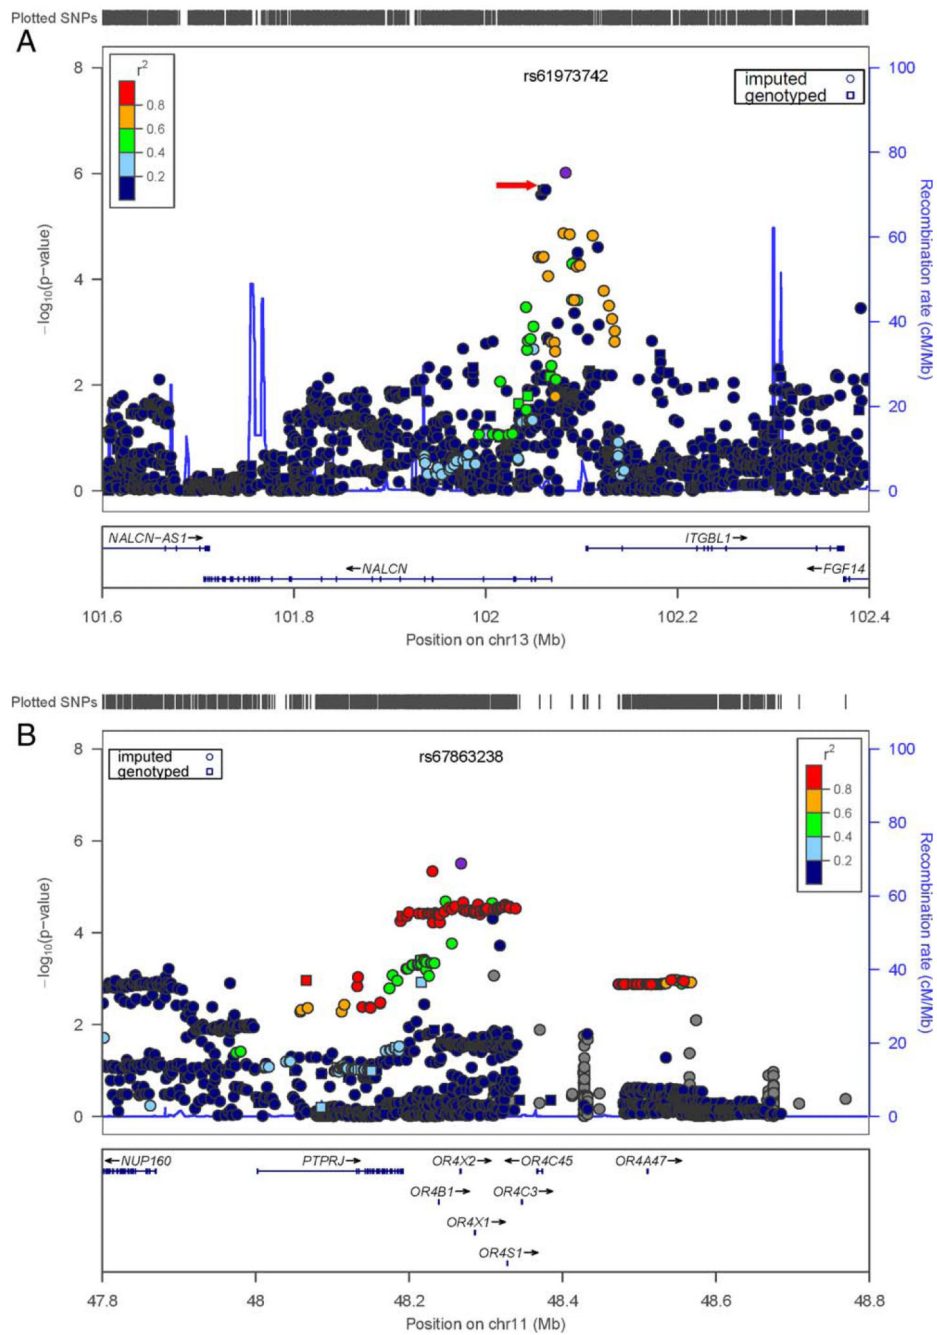 Plotted SNPs
A
rs61973742
r2
0.8
0.6
0.4
0.2
imputed
genotyped
8
6
4
2
0
−log10(p-value)
100
80
60
40
20
0
Recombination rate (cM/Mb)
NALCN−AS1
ITGBL1
NALCN
FGF14
101.6 101.8 102 102.2 102.4
Position on chr13 (Mb)
Plotted SNPs
B
rs67863238
imputed
genotyped
r2
0.8
0.6
0.4
0.2
8
6
4
2
0
−log10(p-value)
100
80
60
40
20
0
Recombination rate (cM/Mb)
NUP160 PTPRJ OR4X2 OR4C45 OR4A47
OR4B1 OR4C3
OR4X1
OR4S1
47.8 48 48.2 48.4 48.6 48.8
Position on chr11 (Mb)